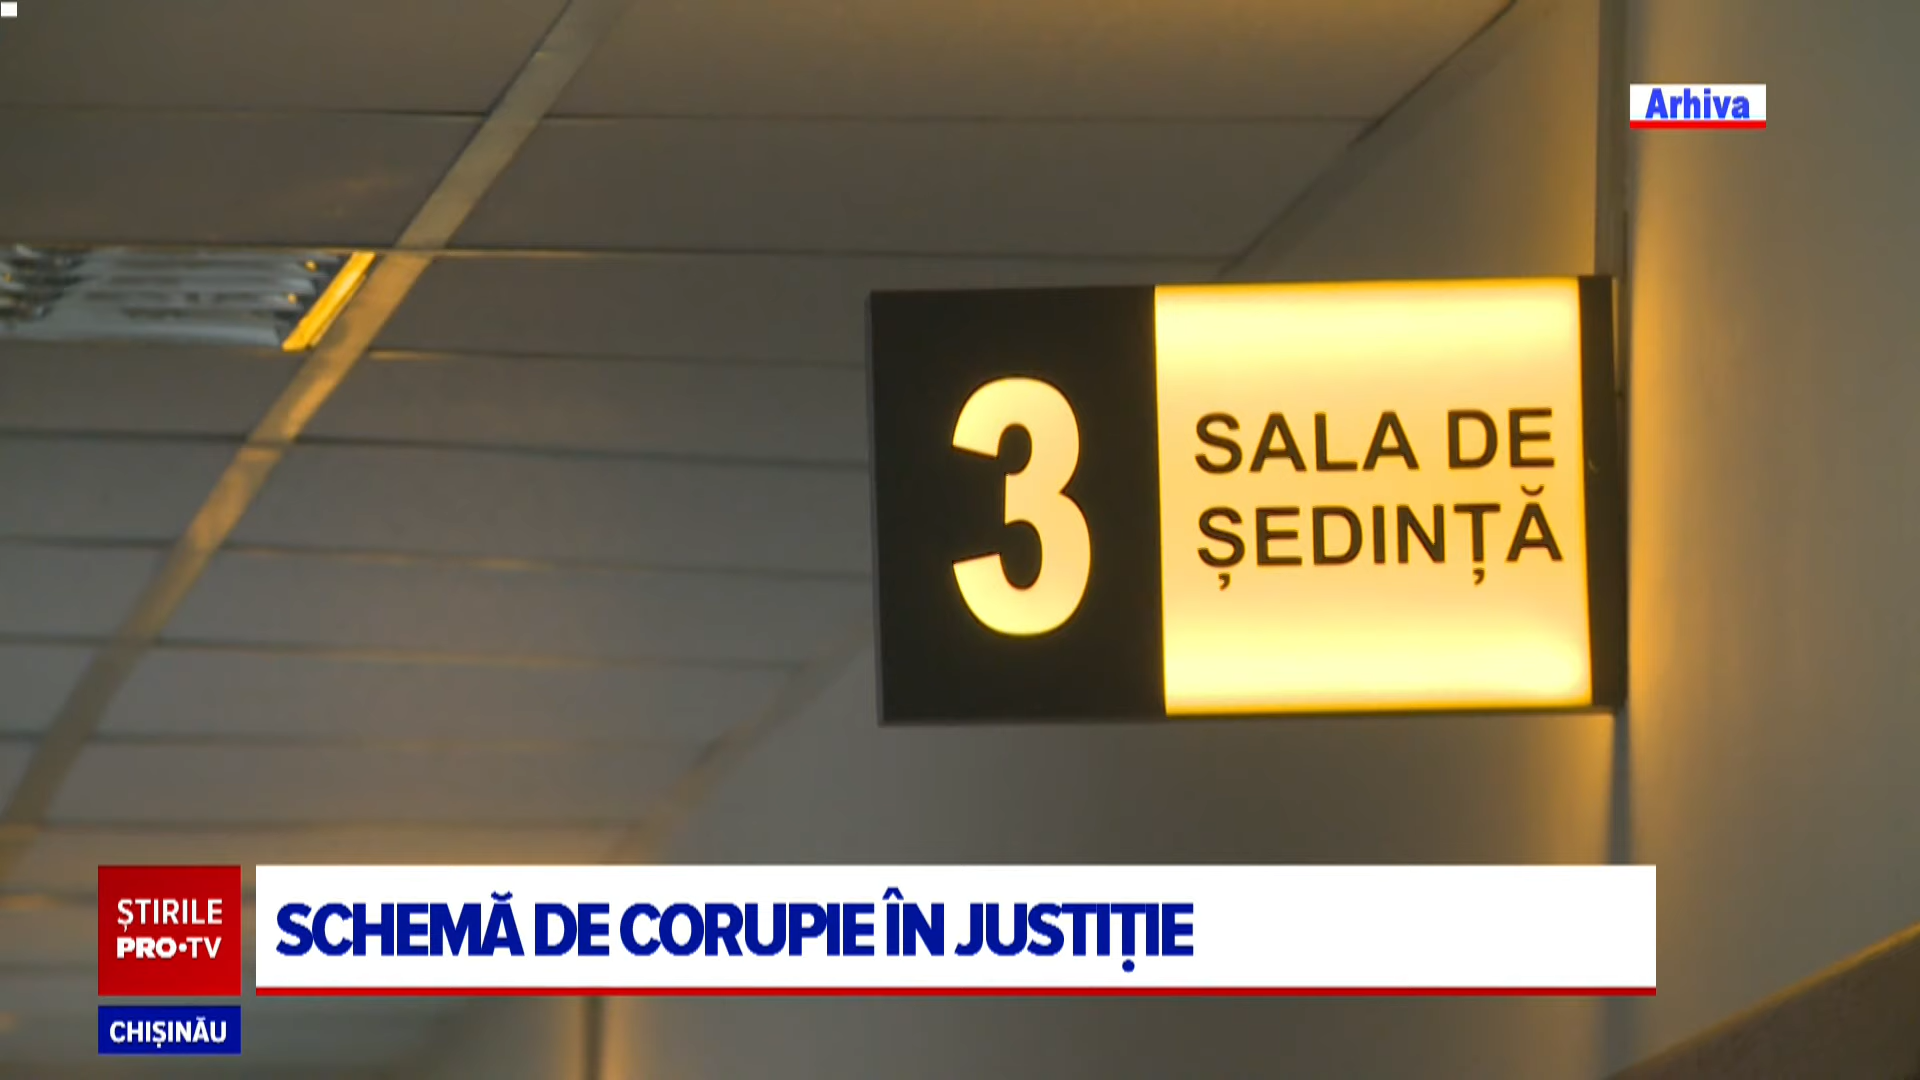 Arhiva
3
SALA DE
ȘEDINȚĂ
ȘTIRILE
PRO•TV
SCHEMĂ DE CORUPIE ÎN JUSTIȚIE
CHIȘINĂU